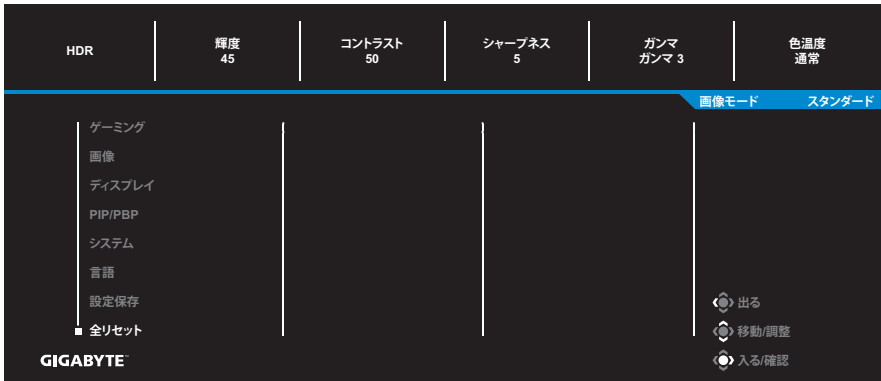 HDR
輝度
45
コントラスト
50
シャープネス
5
ガンマ
ガンマ 3
色温度
通常
画像モード スタンダード
ゲーミング
画像
ディスプレイ
PIP/PBP
システム
言語
設定保存
全リセット
出る
移動/調整
入る/確認
GIGABYTE™